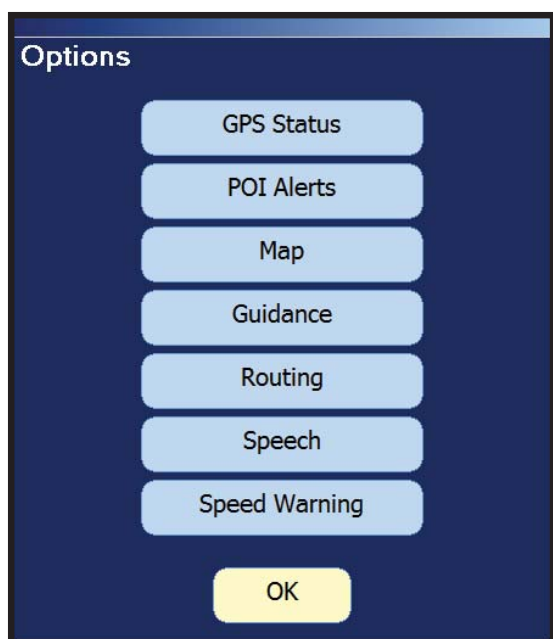 Options
GPS Status
POI Alerts
Map
Guidance
Routing
Speech
Speed Warning
OK